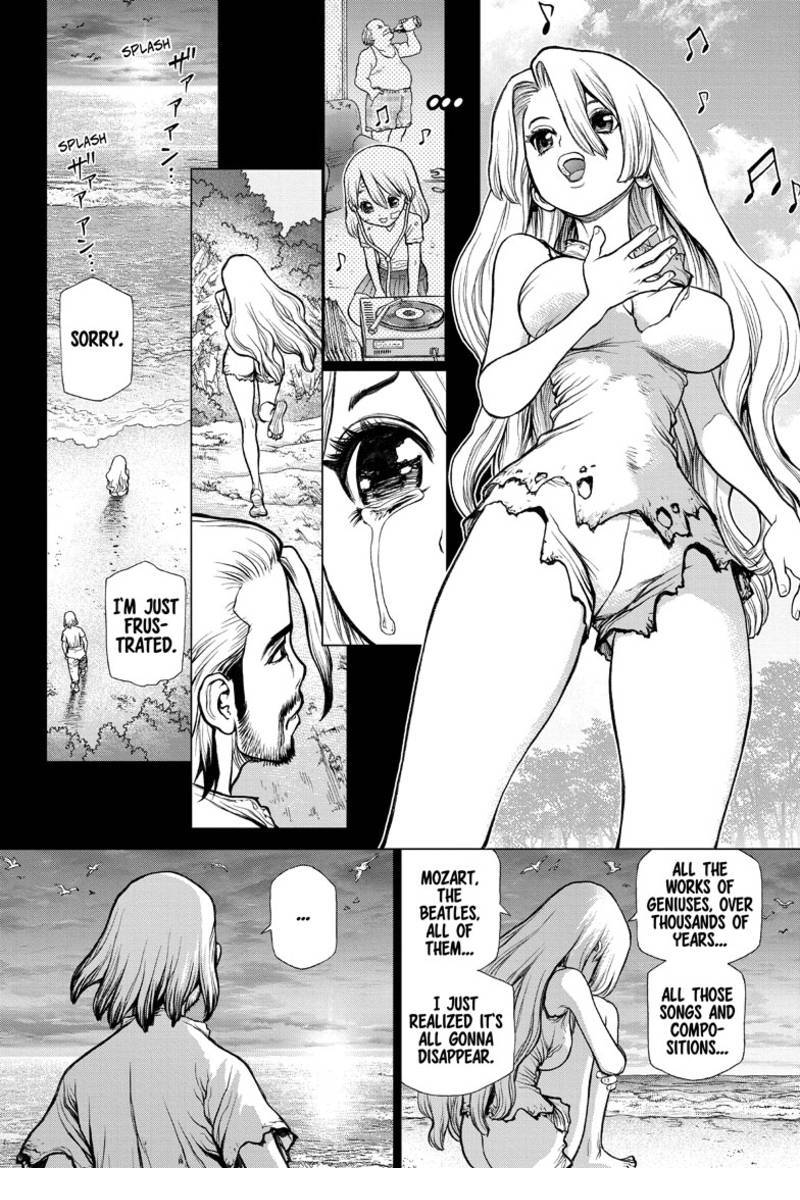 SPLASH
ザァァァン…
SPLASH
ザァァァン…
SORRY.
I'M JUST
FRUS-
TRATED.
ALL THE
WORKS OF
GENIUSES, OVER
THOUSANDS OF
YEARS...
ALL THOSE
SONGS AND
COMPO-
SITIONS...
MOZART,
THE
BEATLES,
ALL OF
THEM...
I JUST
REALIZED IT'S
ALL GONNA
DISAPPEAR.
...